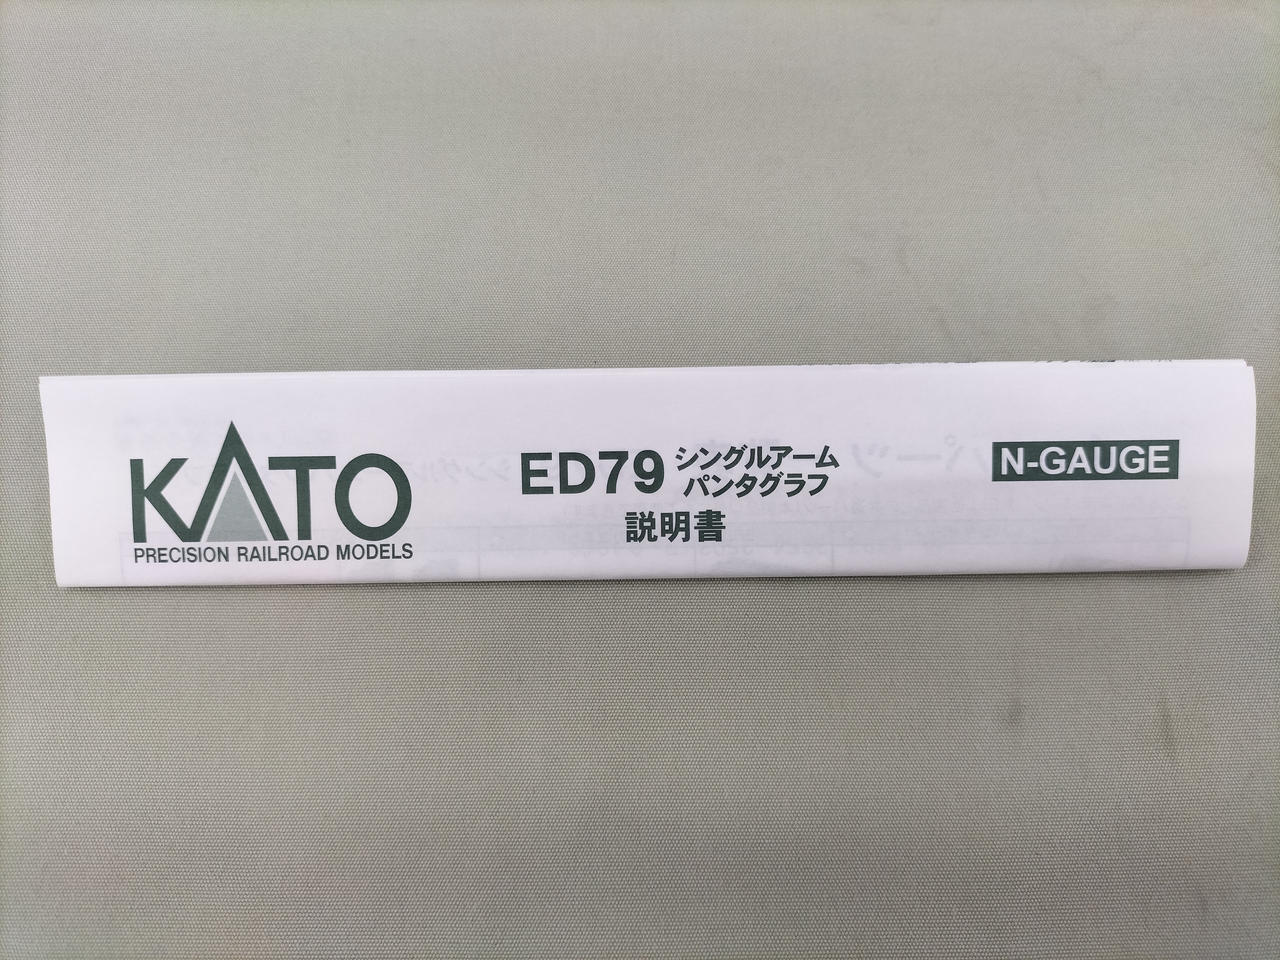 KATO
PRECISION RAILROAD MODELS
ED79 シングルアーム
パンタグラフ
説明書
N-GAUGE